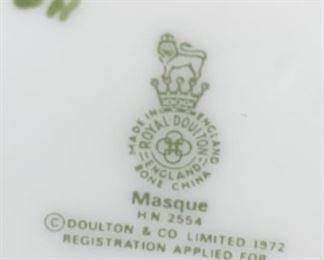 MADE IN ENGLAND
ROYAL DOULTON
ENGLAND
BONE CHINA
Masque
HN 2554
© DOULTON & CO LIMITED 1972
REGISTRATION APPLIED FOR